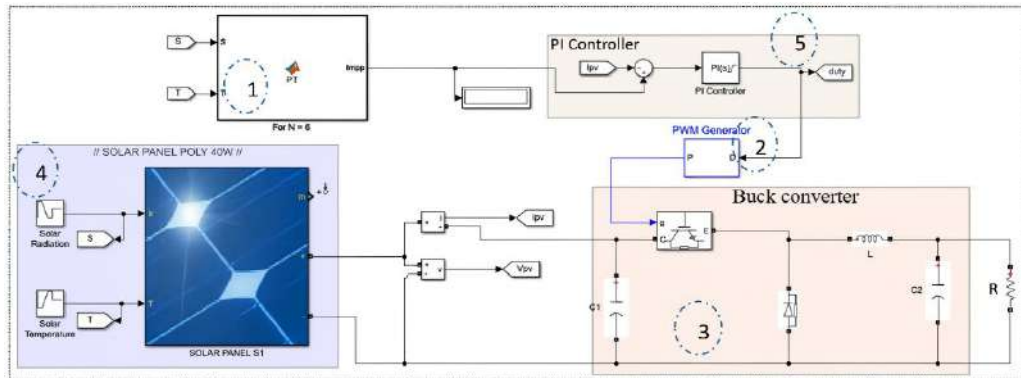 S
S
T
T
1
PT
Impp
For N = 6
PI Controller
Ipv
PI(s)
PI Controller
5
duty
PWM Generator
P
D
2
// SOLAR PANEL POLY 40W //
4
Solar
Radiation
S
Solar
Temperature
T
m
+
-
SOLAR PANEL S1
i
+
-
Ipv
+
-
v
Vpv
Buck converter
g
C
E
C1
L
C2
R
3